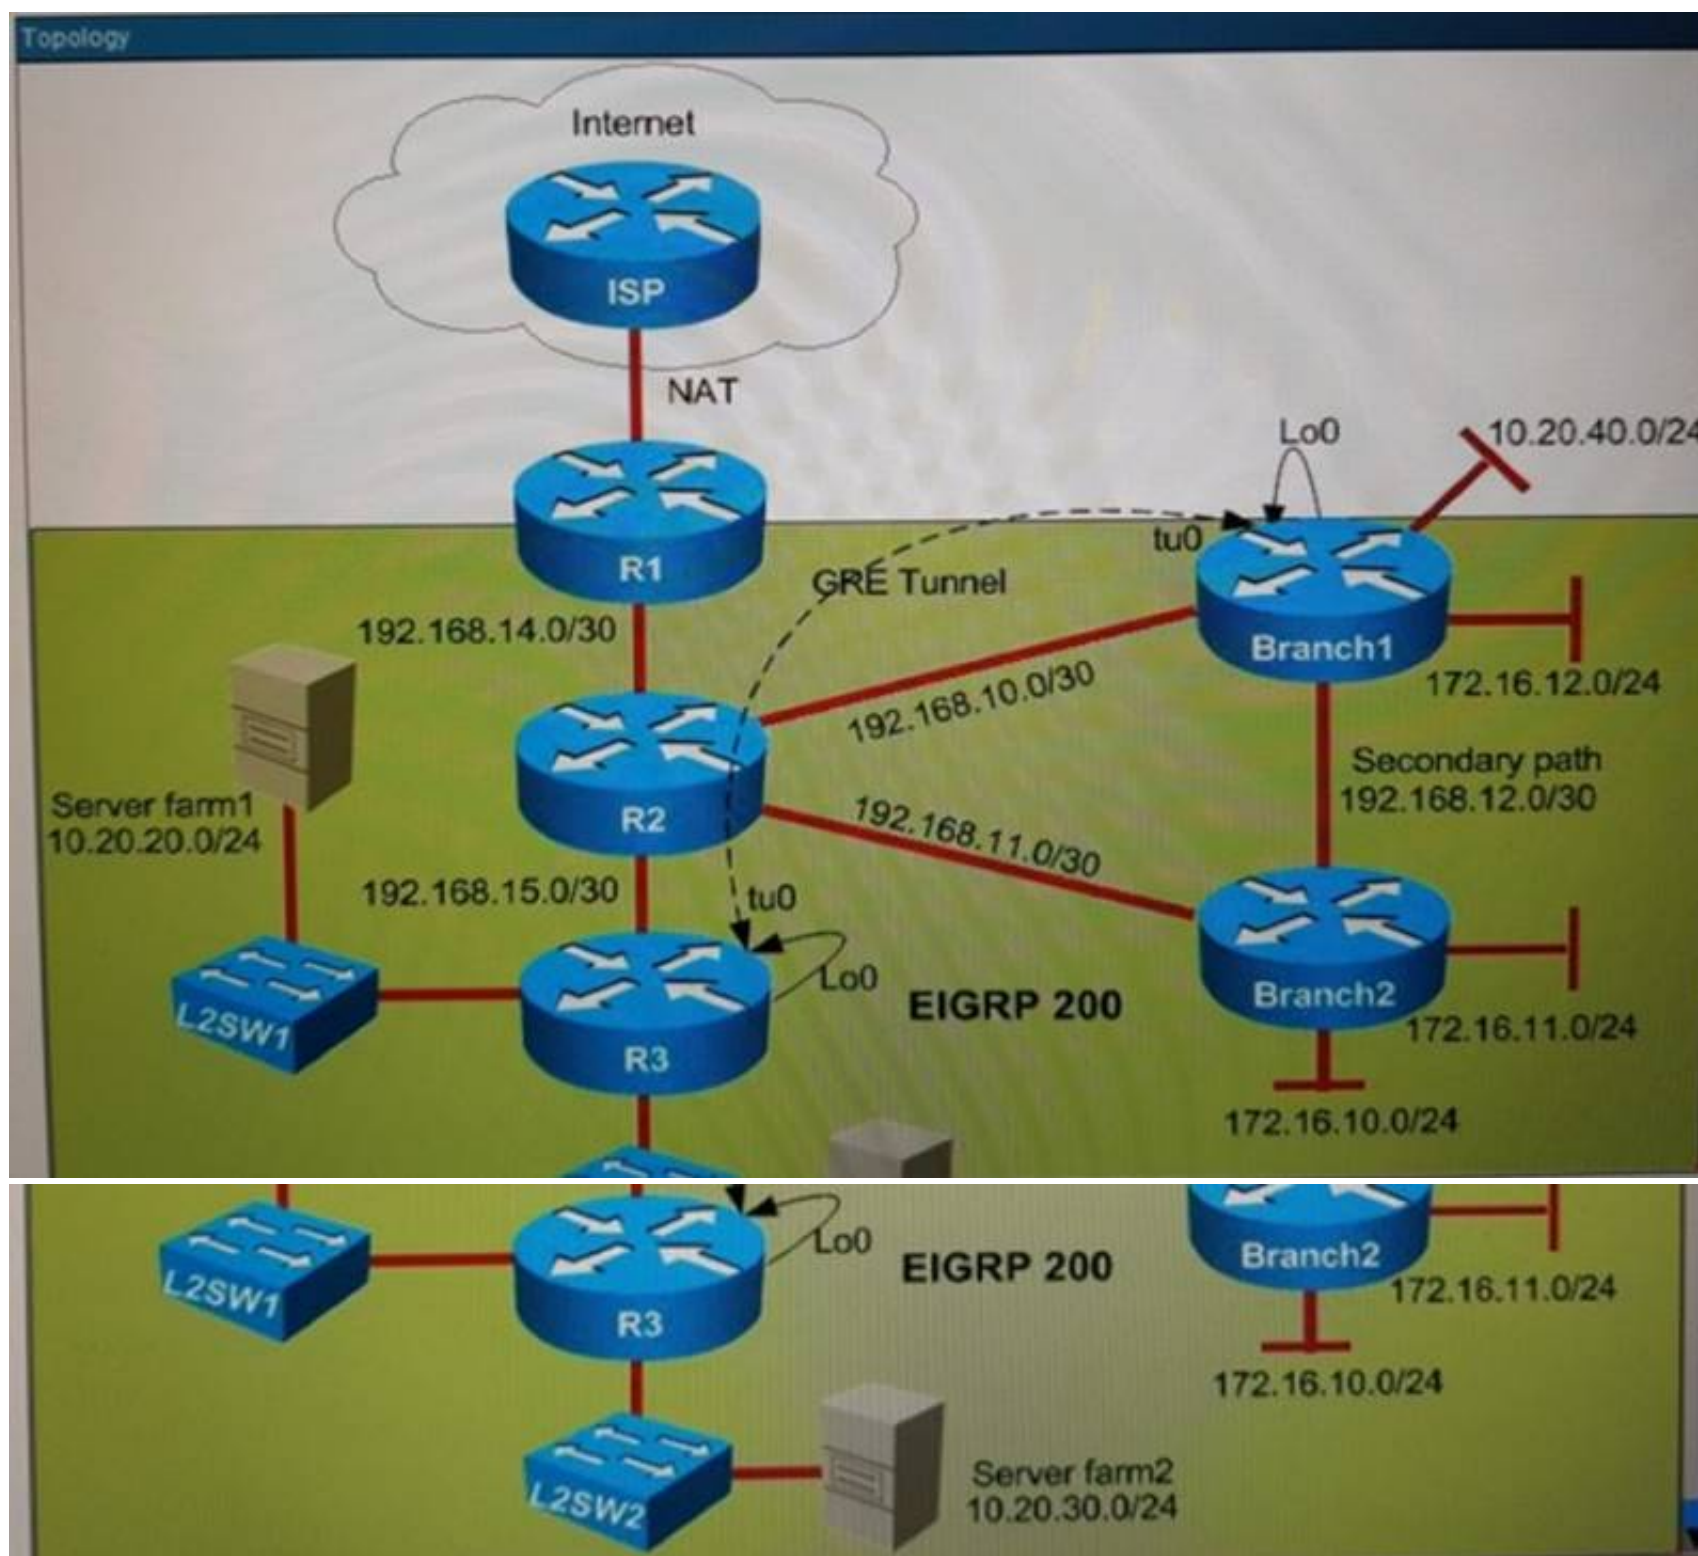 Topology
Internet
ISP
NAT
Lo0
10.20.40.0/24
tu0
R1
GRE Tunnel
192.168.14.0/30
Branch1
172.16.12.0/24
192.168.10.0/30
Secondary path
192.168.12.0/30
Server farm1
10.20.20.0/24
R2
192.168.11.0/30
192.168.15.0/30
tu0
Lo0
L2SW1
EIGRP 200
Branch2
172.16.11.0/24
R3
172.16.10.0/24
Lo0
L2SW1
EIGRP 200
Branch2
172.16.11.0/24
R3
172.16.10.0/24
L2SW2
Server farm2
10.20.30.0/24